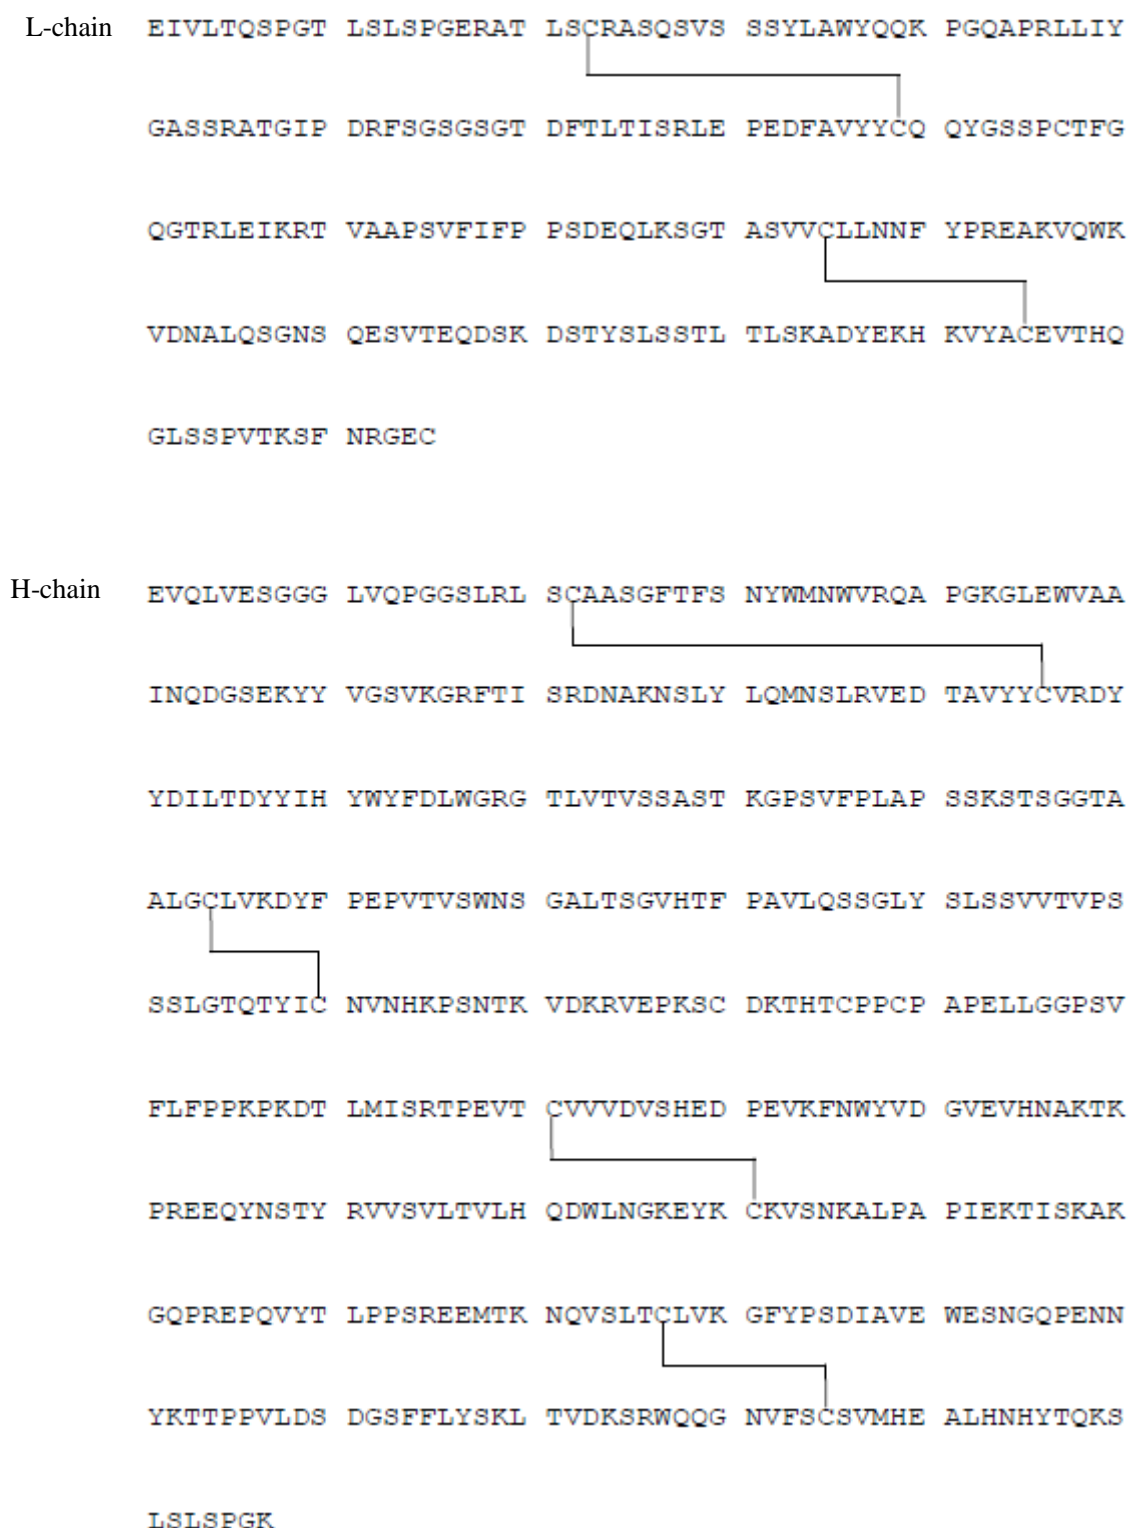 L-chain EIVLTQSPGT LSLSPGERAT LSCRASQSVS SSYLAWYQQK PGQAPRLLIY
GASSRATGIP DRFSGSGSGT DFTLTISRLE PEDFAVYYCQ QYGSSPCTFG
QGTRLEIKRT VAAPSVFIFP PSDEQLKSGT ASVVCLLNNF YPREAKVQWK
VDNALQSGNS QESVTEQDSK DSTYSLSSTL TLSKADYEKH KVYACEVTHQ
GLSSPVTKSF NRGEC
H-chain EVQLVESGGG LVQPGGSLRL SCAASGFTFS NYWMNWVRQA PGKGLEWVAA
INQDGSEKYY VGSVKGRFTI SRDNAKNSLY LQMNSLRVED TAVYYCVRDY
YDILTDYYIH YWYFDLWGRG TLVTVSSAST KGPSVFPLAP SSKSTSGGTA
ALGCLVKDYF PEPVTVSWNS GALTSGVHTF PAVLQSSGLY SLSSVVTVPS
SSLGTQTYIC NVNHKPSNTK VDKRVEPKSC DKTHTCPPCP APELLGGPSV
FLFPPKPKDT LMISRTPEVT CVVVDVSHED PEVKFNWYVD GVEVHNAKTK
PREEQYNSTY RVVSVLTVLH QDWLNGKEYK CKVSNKALPA PIEKTISKAK
GQPREPQVYT LPPSREEMTK NQVSLTCLVK GFYPSDIAVE WESNGQPENN
YKTTPPVLDS DGSFFLYSKL TVDKSRWQQG NVFSCSVMHE ALHNHYTQKS
LSLSPGK